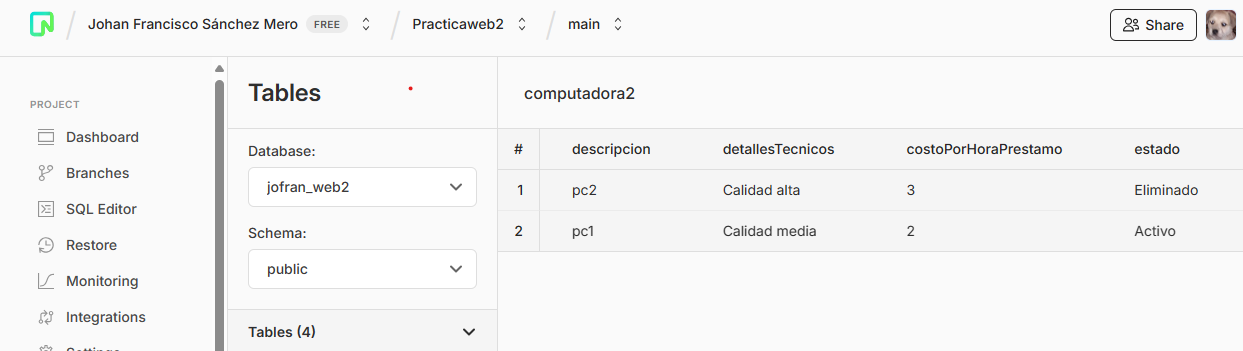 Johan Francisco Sánchez Mero FREE / Practicaweb2 / main Share
PROJECT
Dashboard
Branches
SQL Editor
Restore
Monitoring
Integrations
Settings
Tables
Database:
jofran_web2
Schema:
public
Tables (4)
computadora2
# descripcion detallesTecnicos costoPorHoraPrestamo estado
1 pc2 Calidad alta 3 Eliminado
2 pc1 Calidad media 2 Activo